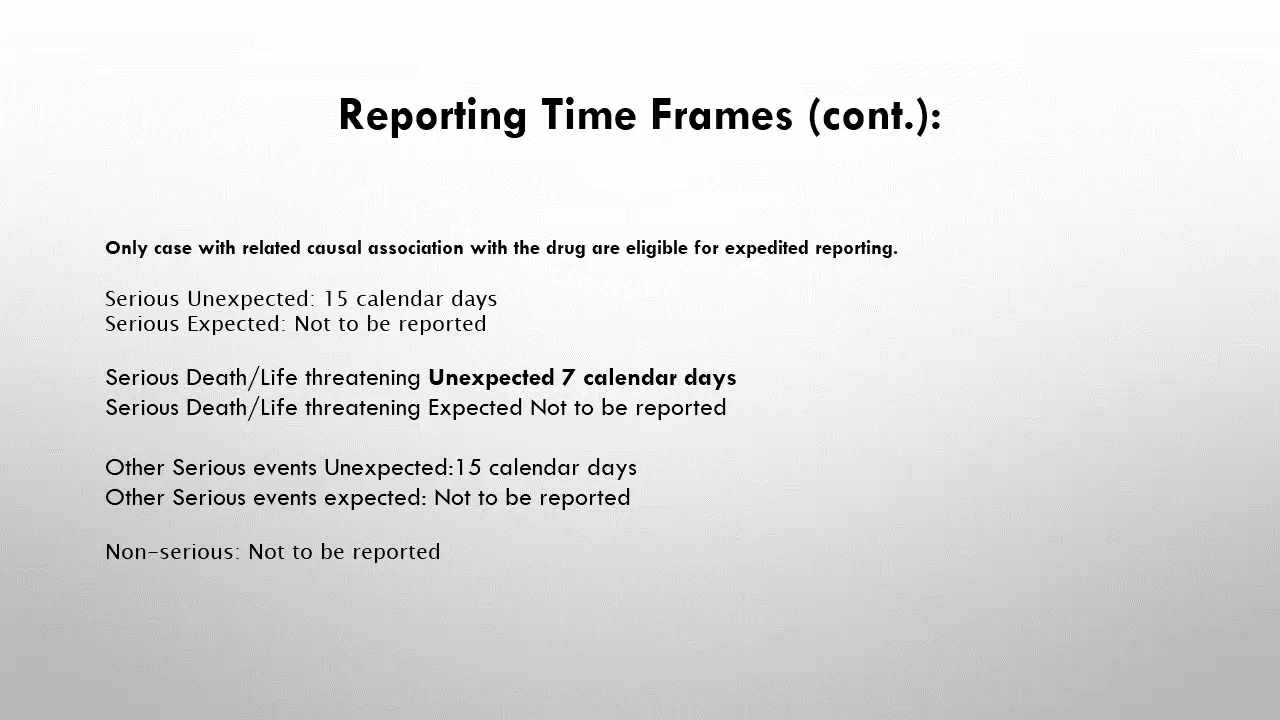 Reporting Time Frames (cont.):
Only case with related causal association with the drug are eligible for expedited reporting.
Serious Unexpected: 15 calendar days
Serious Expected: Not to be reported
Serious Death/Life threatening Unexpected 7 calendar days
Serious Death/Life threatening Expected Not to be reported
Other Serious events Unexpected:15 calendar days
Other Serious events expected: Not to be reported
Non-serious: Not to be reported